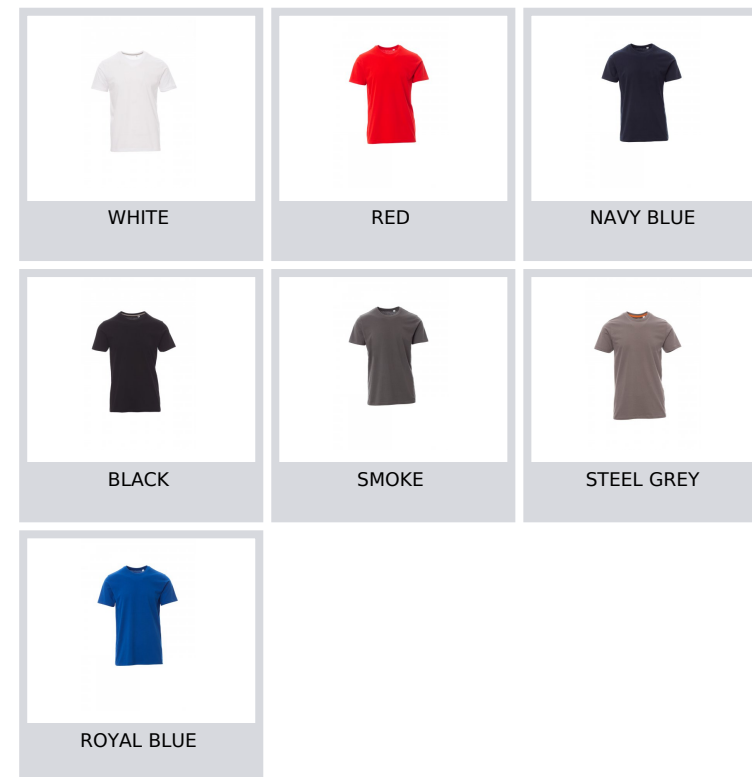 WHITE
RED
NAVY BLUE
BLACK
SMOKE
STEEL GREY
ROYAL BLUE